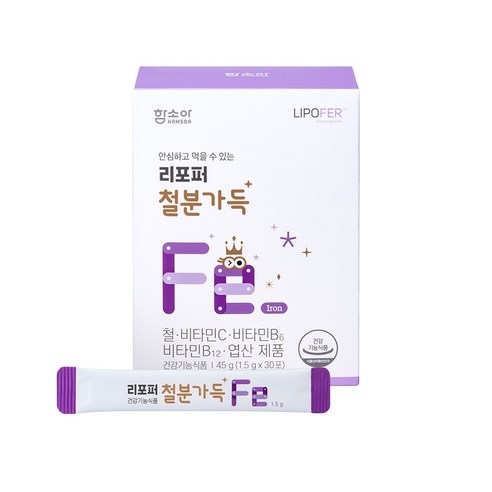 함소아
HAMSOA
LIPOFER
안심하고 먹을 수 있는
리포퍼
철분가득
Fe
Iron
철·비타민C·비타민B6
비타민B12·엽산 제품
건강기능식품 | 45 g (1.5 g x 30포)
건강
기능식품
리포퍼
건강기능식품
철분가득
Fe
1.5 g